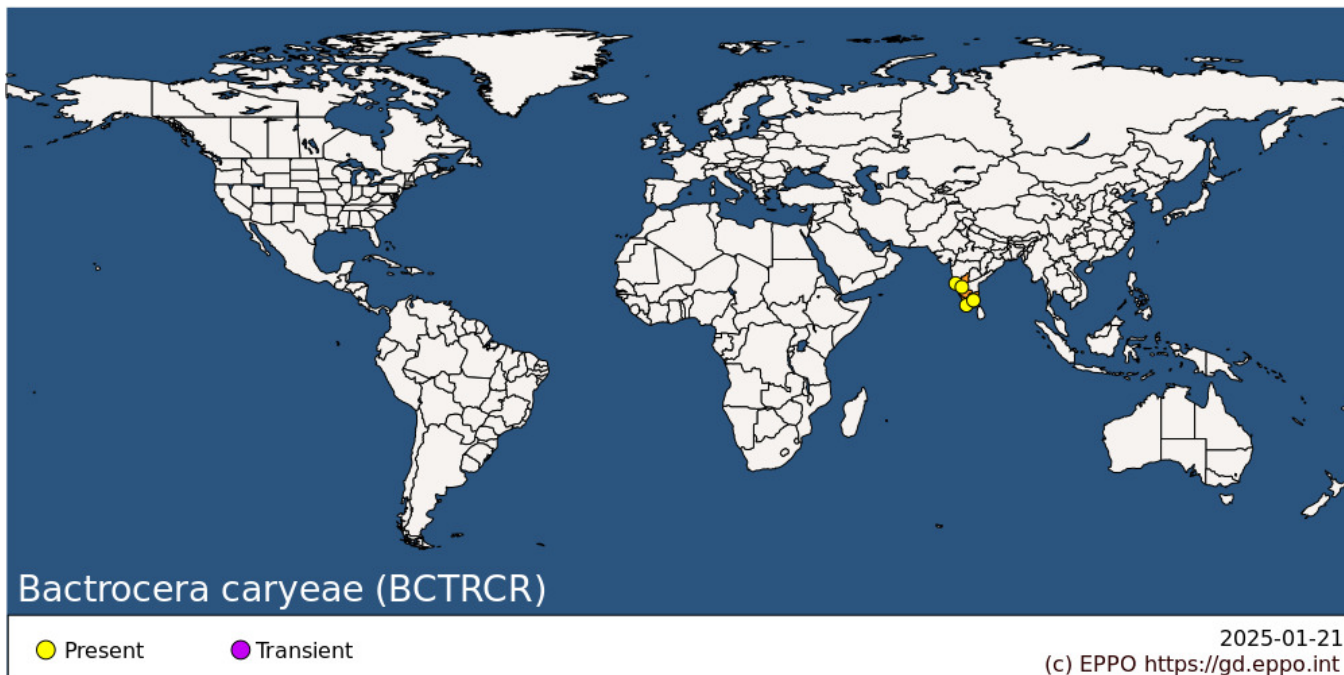 Bactrocera caryeae (BCTRCR)
Present
Transient
2025-01-21
(c) EPPO https://gd.eppo.int